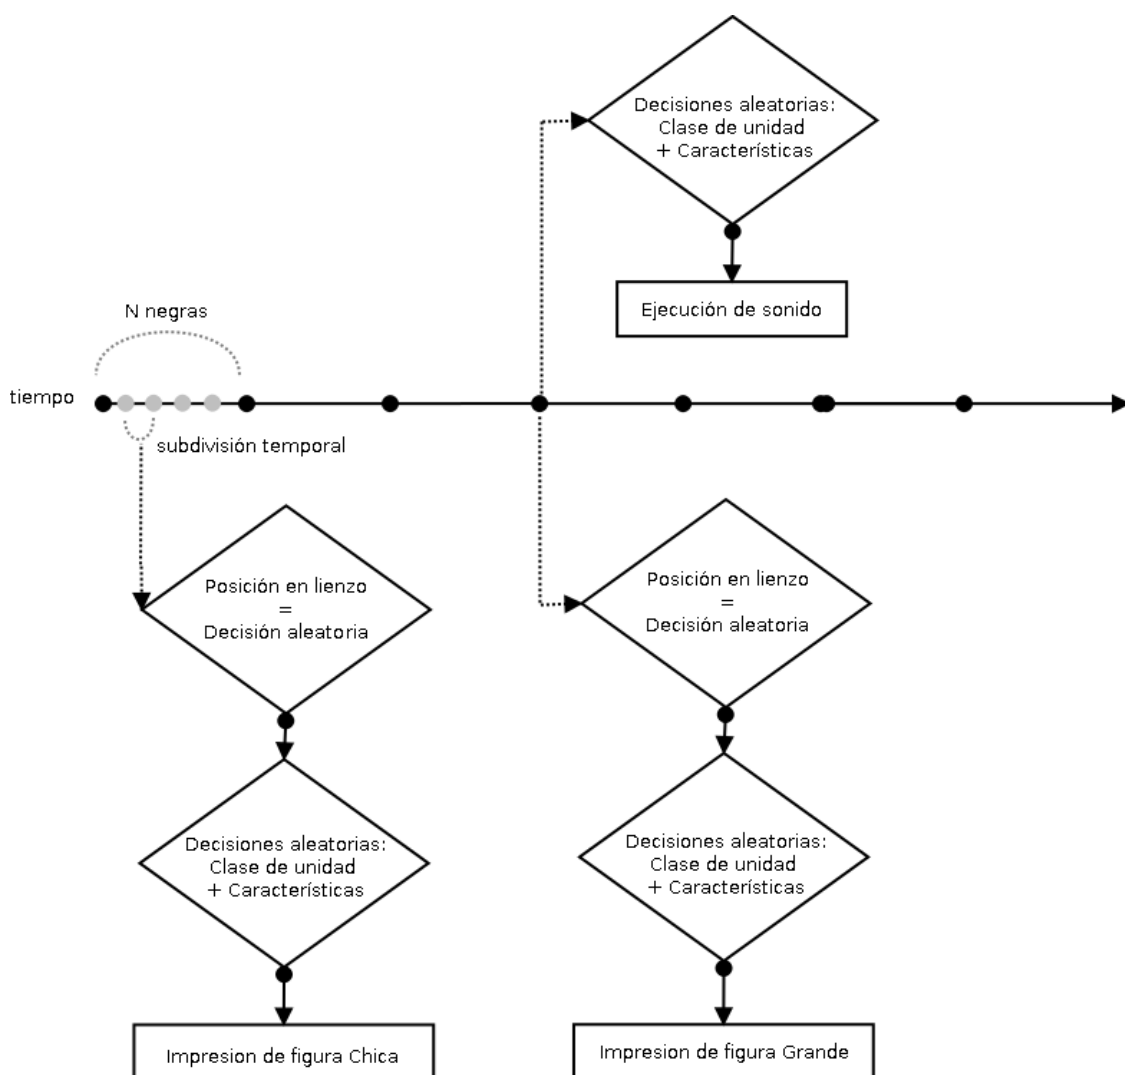 Decisiones aleatorias:
Clase de unidad
+ Características
Ejecución de sonido
N negras
tiempo
subdivisión temporal
Posición en lienzo
=
Decisión aleatoria
Posición en lienzo
=
Decisión aleatoria
Decisiones aleatorias:
Clase de unidad
+ Características
Decisiones aleatorias:
Clase de unidad
+ Características
Impresion de figura Chica
Impresion de figura Grande